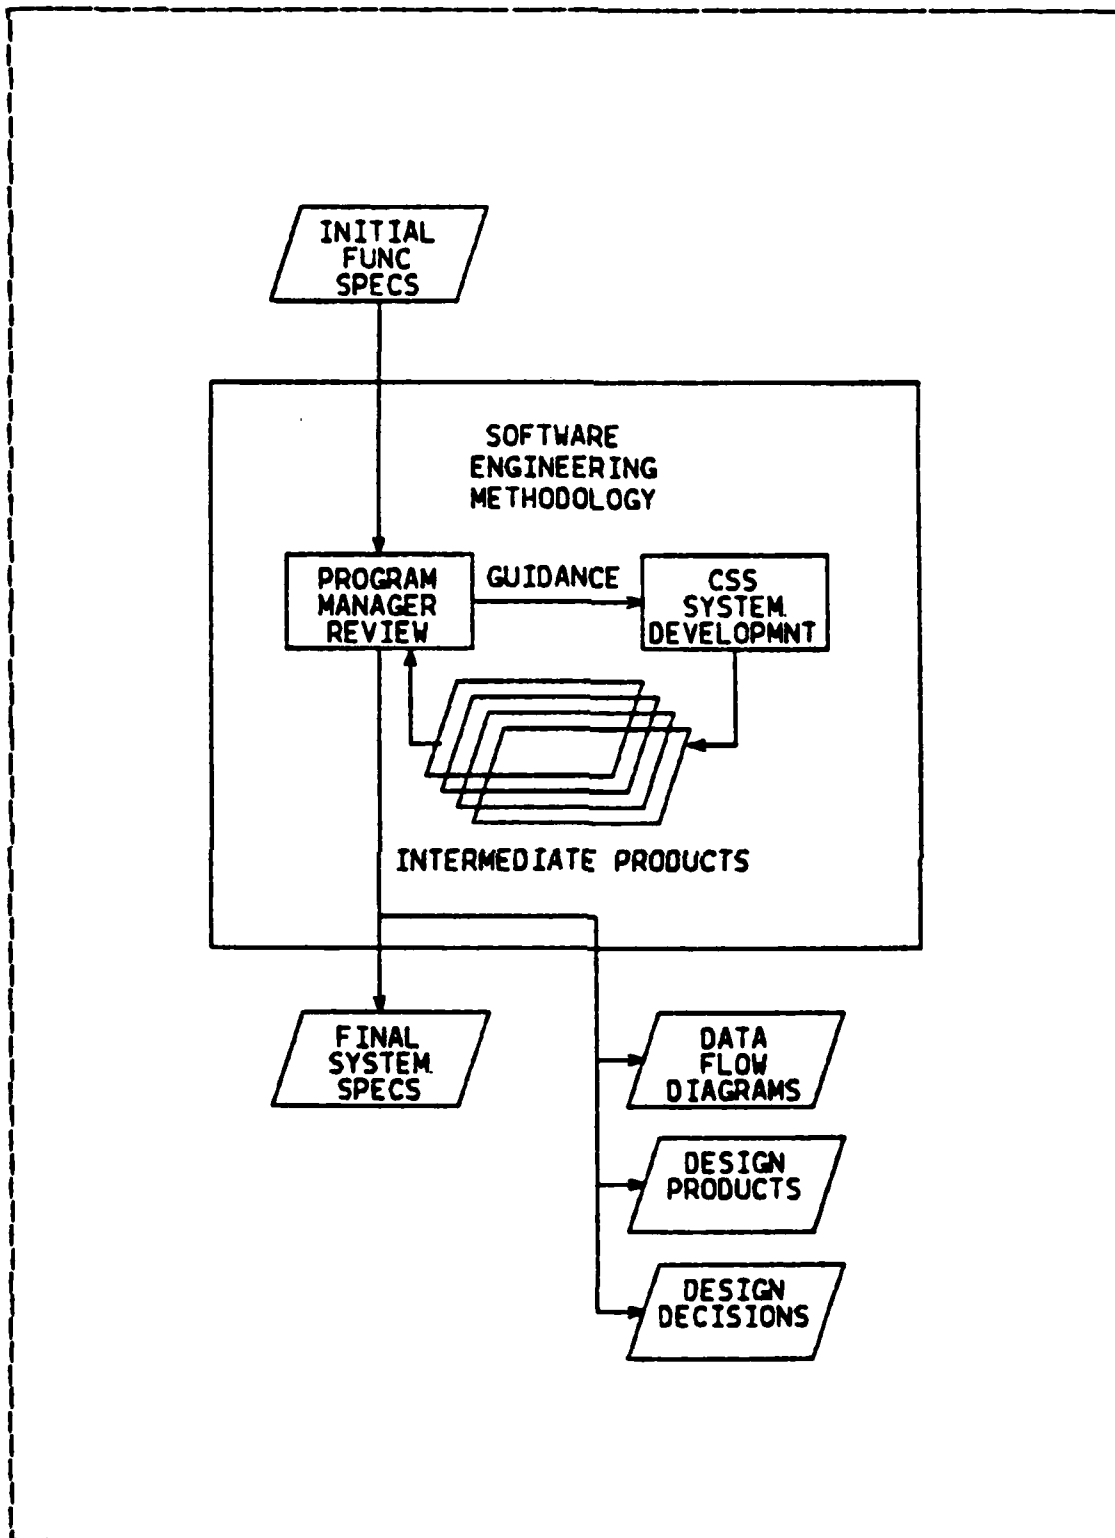 INITIAL
FUNC
SPECS
SOFTWARE
ENGINEERING
METHODOLOGY
PROGRAM
MANAGER
REVIEW
GUIDANCE
CSS
SYSTEM
DEVELOPMNT
INTERMEDIATE PRODUCTS
FINAL
SYSTEM
SPECS
DATA
FLOW
DIAGRAMS
DESIGN
PRODUCTS
DESIGN
DECISIONS